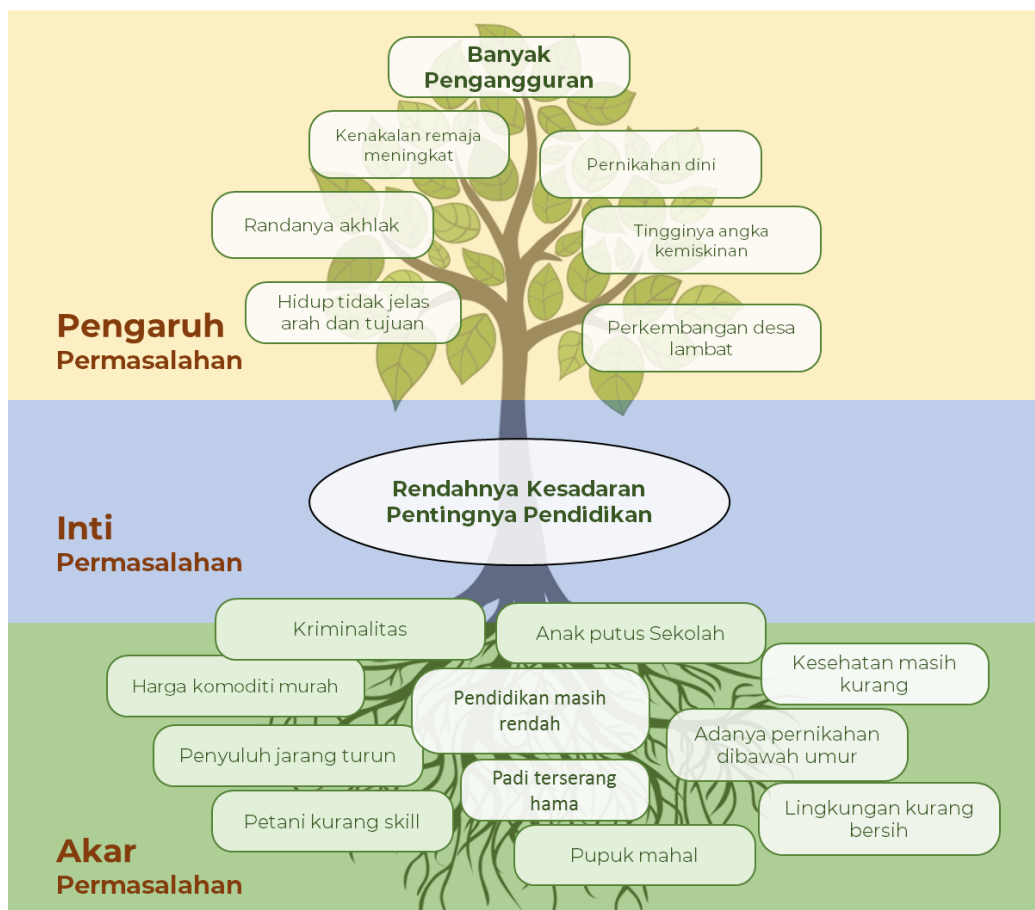 Banyak
Pengangguran
Kenakalan remaja
meningkat
Pernikahan dini
Randanya akhlak
Tingginya angka
kemiskinan
Hidup tidak jelas
arah dan tujuan
Perkembangan desa
lambat
Pengaruh
Permasalahan
Rendahnya Kesadaran
Pentingnya Pendidikan
Inti
Permasalahan
Kriminalitas
Anak putus Sekolah
Kesehatan masih
kurang
Harga komoditi murah
Pendidikan masih
rendah
Adanya pernikahan
dibawah umur
Penyuluh jarang turun
Padi terserang
hama
Lingkungan kurang
bersih
Petani kurang skill
Pupuk mahal
Akar
Permasalahan